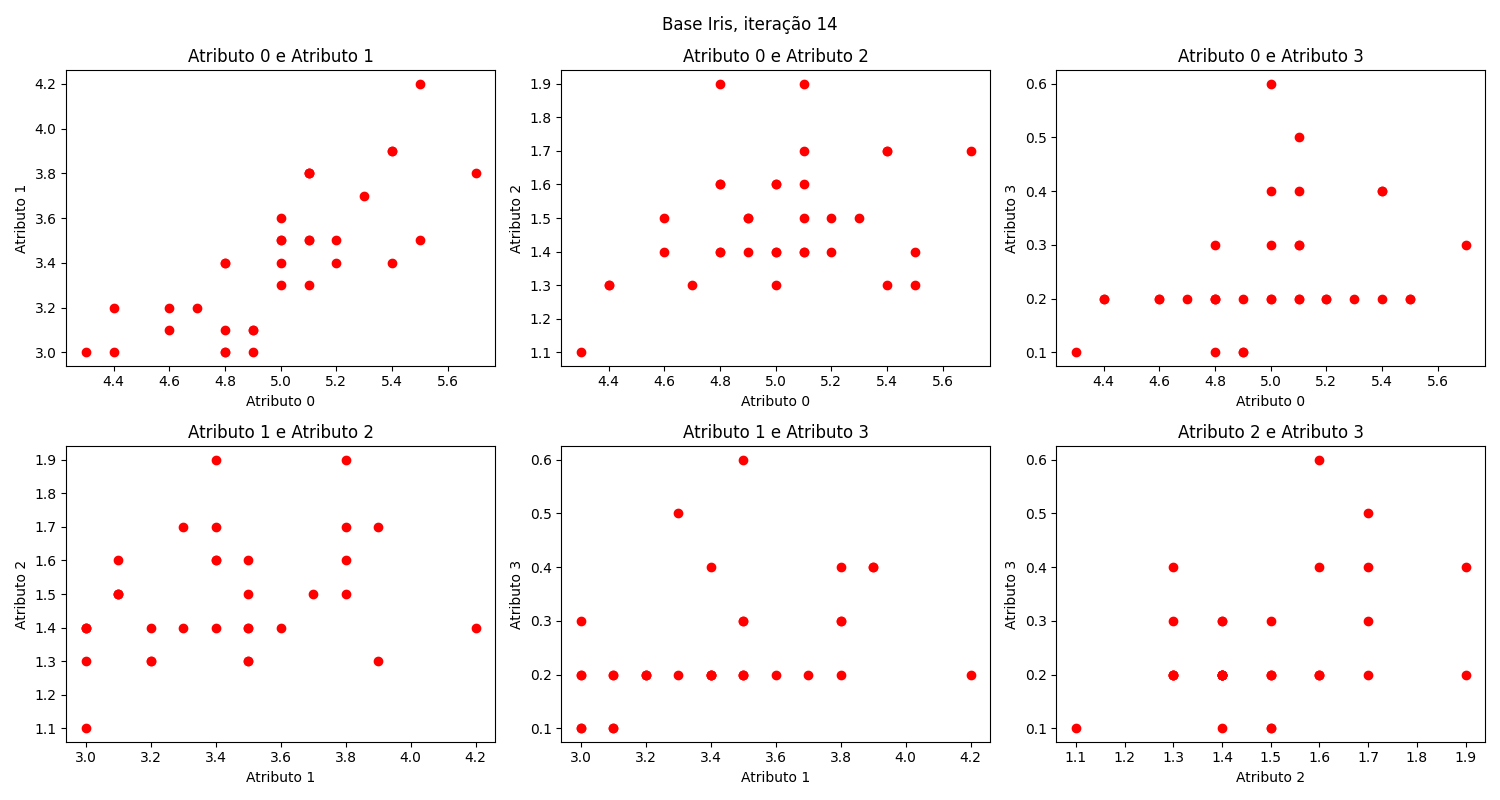 Base Iris, iteração 14
Atributo 0 e Atributo 1
Atributo 0 e Atributo 2
Atributo 0 e Atributo 3
4.2
4.0
3.8
3.6
3.4
3.2
3.0
Atributo 1
4.4 4.6 4.8 5.0 5.2 5.4 5.6
Atributo 0
1.9
1.8
1.7
1.6
1.5
1.4
1.3
1.2
1.1
Atributo 2
4.4 4.6 4.8 5.0 5.2 5.4 5.6
Atributo 0
0.6
0.5
0.4
0.3
0.2
0.1
Atributo 3
4.4 4.6 4.8 5.0 5.2 5.4 5.6
Atributo 0
Atributo 1 e Atributo 2
Atributo 1 e Atributo 3
Atributo 2 e Atributo 3
1.9
1.8
1.7
1.6
1.5
1.4
1.3
1.2
1.1
Atributo 2
3.0 3.2 3.4 3.6 3.8 4.0 4.2
Atributo 1
0.6
0.5
0.4
0.3
0.2
0.1
Atributo 3
3.0 3.2 3.4 3.6 3.8 4.0 4.2
Atributo 1
0.6
0.5
0.4
0.3
0.2
0.1
Atributo 3
1.1 1.2 1.3 1.4 1.5 1.6 1.7 1.8 1.9
Atributo 2